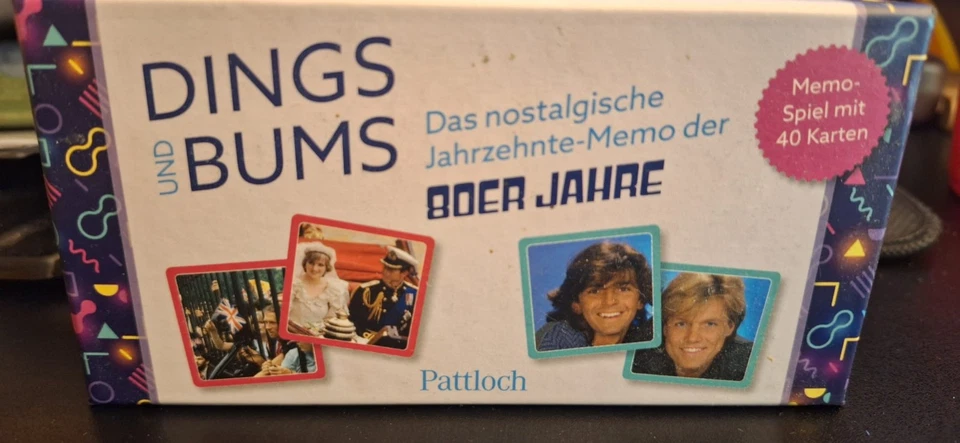 DINGS
UND
BUMS
Das nostalgische
Jahrzehnte-Memo der
80ER JAHRE
Memo-
Spiel mit
40 Karten
Pattloch